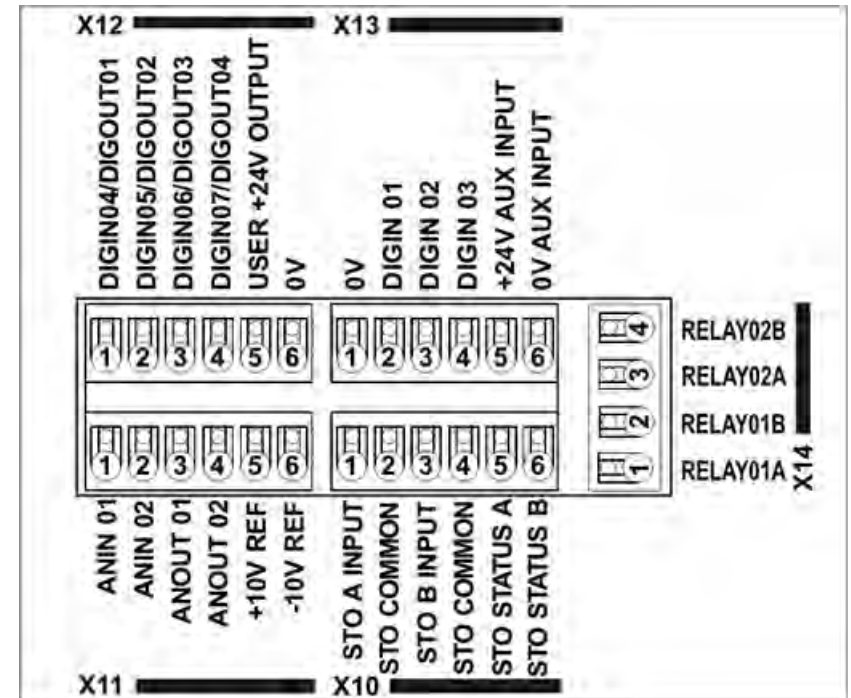 X12
X13
DIGIN04/DIGOUT01
DIGIN05/DIGOUT02
DIGIN06/DIGOUT03
DIGIN07/DIGOUT04
USER +24V OUTPUT
0V
0V
DIGIN 01
DIGIN 02
DIGIN 03
+24V AUX INPUT
0V AUX INPUT
1
2
3
4
5
6
1
2
3
4
5
6
4
RELAY02B
3
RELAY02A
2
RELAY01B
1
RELAY01A
X14
1
2
3
4
5
6
1
2
3
4
5
6
ANIN 01
ANIN 02
ANOUT 01
ANOUT 02
+10V REF
-10V REF
STO A INPUT
STO COMMON
STO B INPUT
STO COMMON
STO STATUS A
STO STATUS B
X11
X10